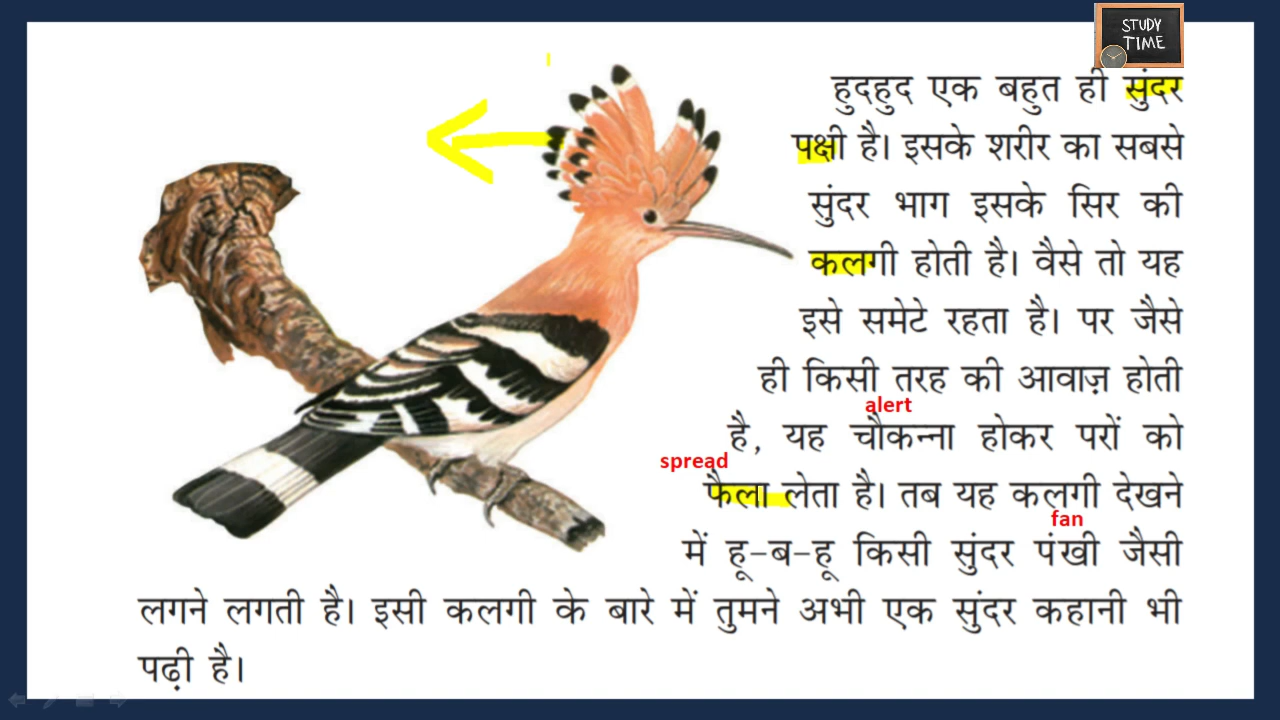 STUDY
TIME
हुदहुद एक बहुत ही सुंदर
पक्षी है। इसके शरीर का सबसे
सुंदर भाग इसके सिर की
कलगी होती है। वैसे तो यह
इसे समेटे रहता है। पर जैसे
ही किसी तरह की आवाज़ होती
alert
है, यह चौकन्ना होकर परों को
spread
फैला लेता है। तब यह कलगी देखने
fan
में हू-ब-हू किसी सुंदर पंखी जैसी
लगने लगती है। इसी कलगी के बारे में तुमने अभी एक सुंदर कहानी भी
पढ़ी है।